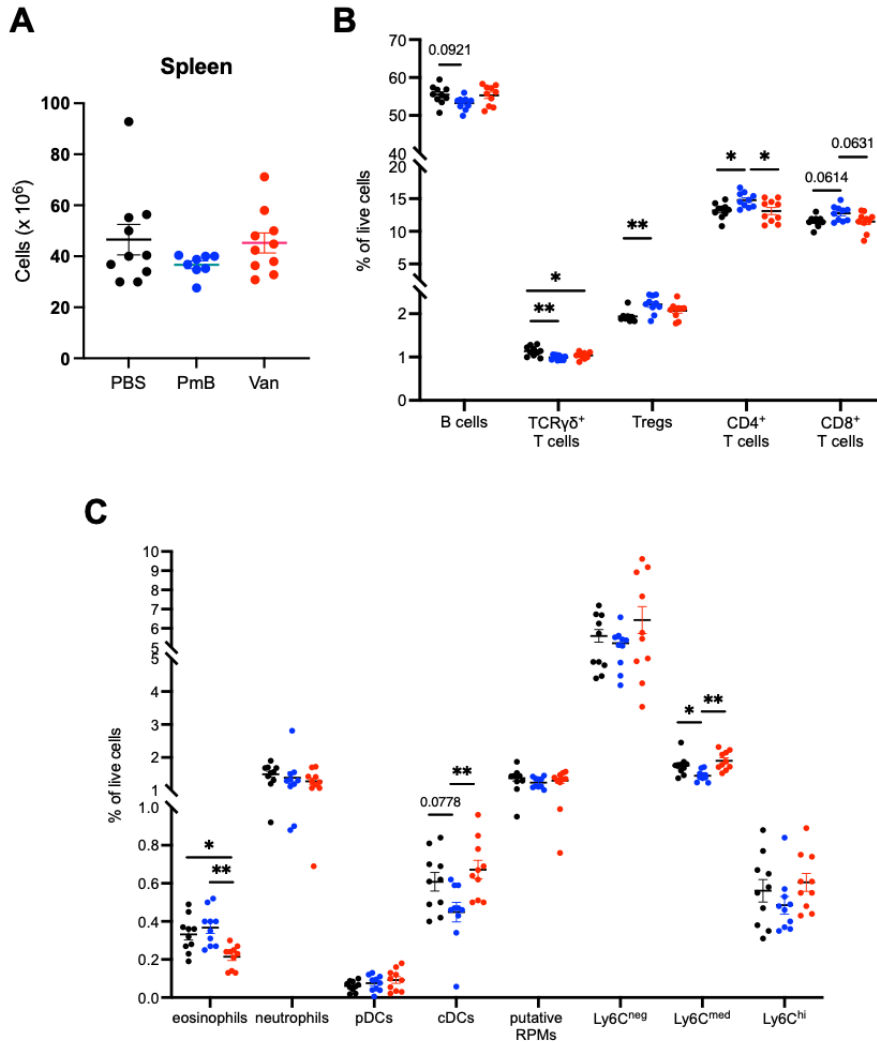 A
Spleen
Cells (x 10⁶)
100
80
60
40
20
0
PBS
PmB
Van
B
% of live cells
70
60
50
40
15
10
2
1
0
0.0921
**
*
**
*
*
0.0614
0.0631
B cells
TCRγδ⁺
T cells
Tregs
CD4⁺
T cells
CD8⁺
T cells
C
% of live cells
10
9
8
7
6
5
5
4
3
2
1
1.0
0.8
0.6
0.4
0.2
0.0
*
**
0.0778
**
*
**
eosinophils
neutrophils
pDCs
cDCs
putative
RPMs
Ly6Cⁿᵉᵍ
Ly6Cᵐᵉᵈ
Ly6Cʰⁱ